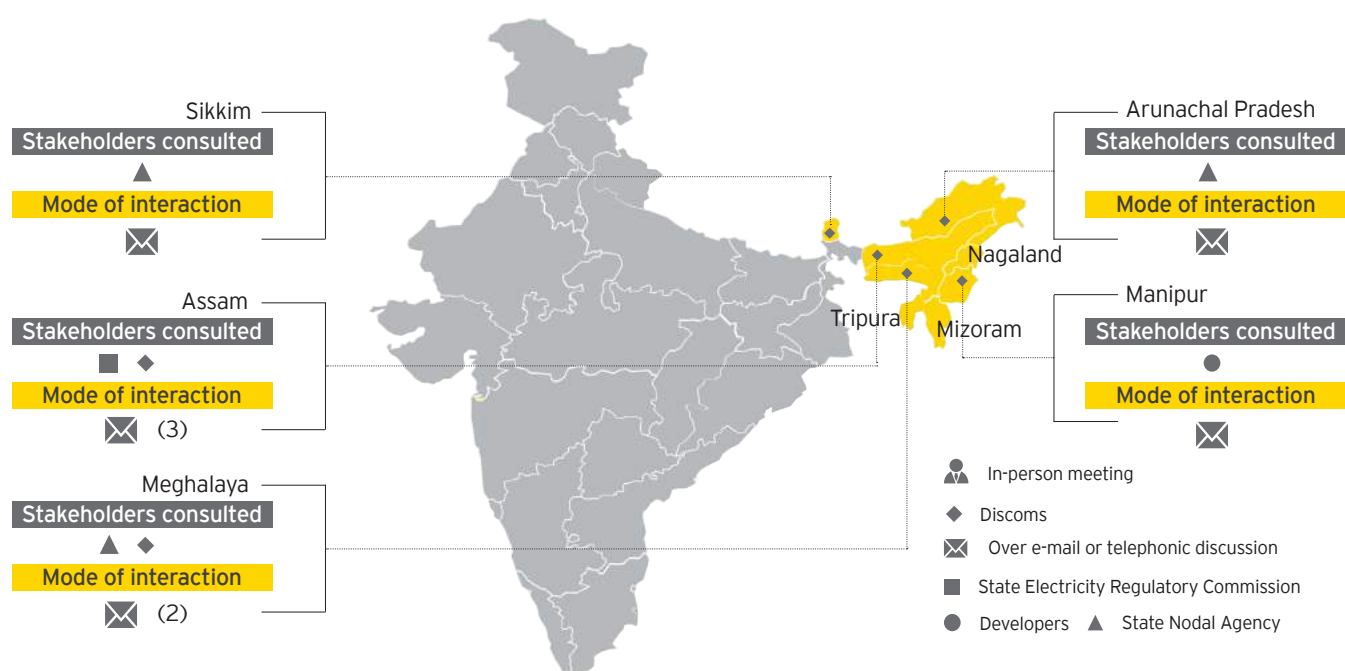 Sikkim
Stakeholders consulted
Mode of interaction
Assam
Stakeholders consulted
Mode of interaction
(3)
Meghalaya
Stakeholders consulted
Mode of interaction
(2)
Nagaland
Tripura
Mizoram
Arunachal Pradesh
Stakeholders consulted
Mode of interaction
Manipur
Stakeholders consulted
Mode of interaction
In-person meeting
Discoms
Over e-mail or telephonic discussion
State Electricity Regulatory Commission
Developers State Nodal Agency